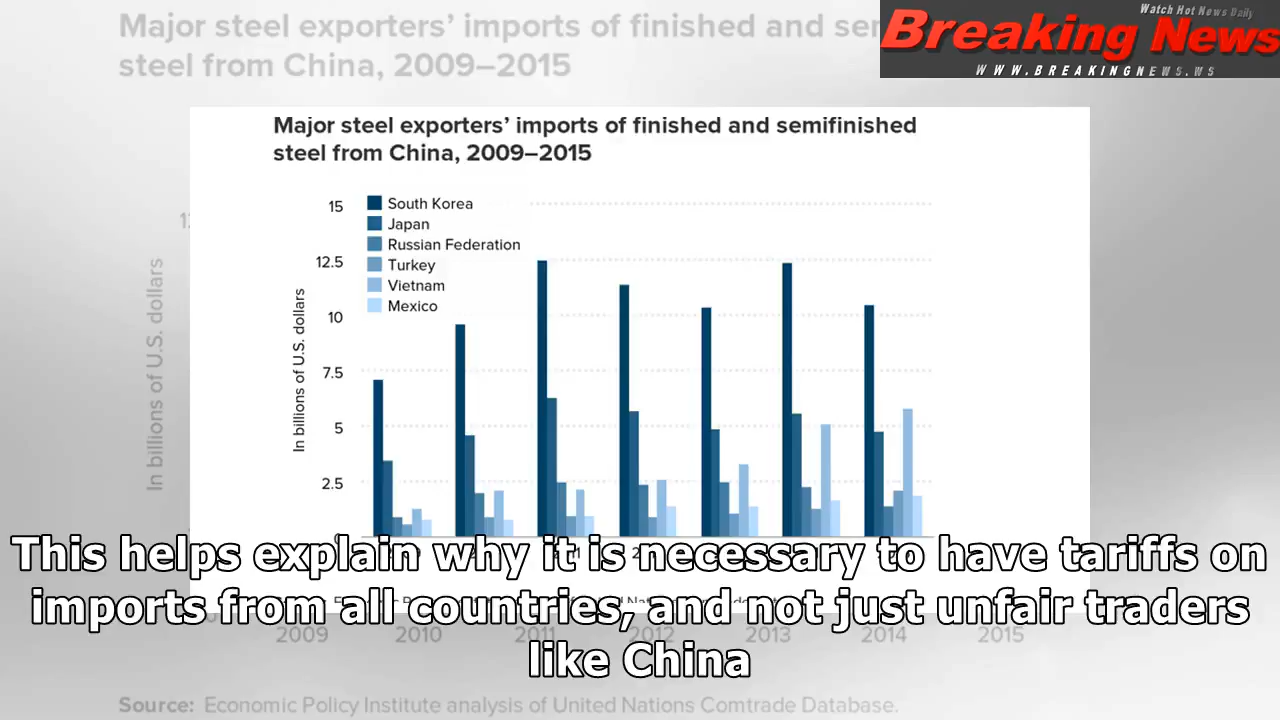 Major steel exporters' imports of finished and
steel from China, 2009–2015
Watch Hot News Daily
Breaking News
WWW.BREAKINGNEWS.WS
Major steel exporters' imports of finished and semifinished
steel from China, 2009–2015
South Korea
Japan
Russian Federation
Turkey
Vietnam
Mexico
15
12.5
10
7.5
5
2.5
In billions of U.S. dollars
In billions of U.S. dollars
This helps explain why it is necessary to have tariffs on
imports from all countries, and not just unfair traders
like China
2009 2010 2011 2012 2013 2014 2015
Source: Economic Policy Institute analysis of United Nations Comtrade Database.